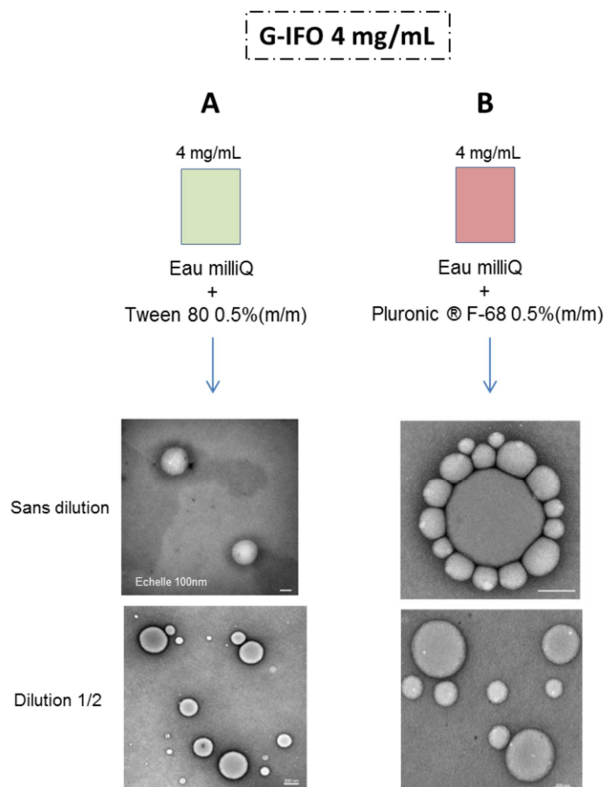 G-IFO 4 mg/mL
A
B
4 mg/mL
4 mg/mL
Eau milliQ
+
Tween 80 0.5%(m/m)
Eau milliQ
+
Pluronic ® F-68 0.5%(m/m)
Sans dilution
Echelle 100nm
Dilution 1/2